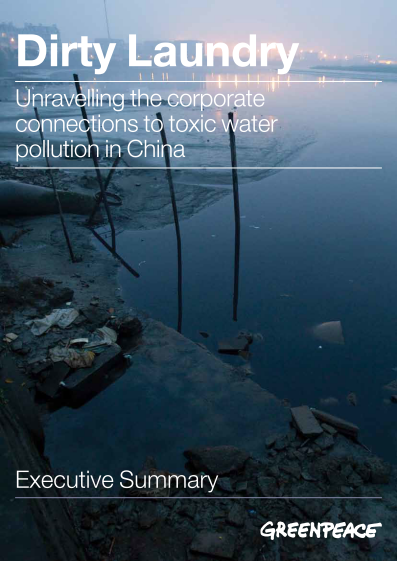 Dirty Laundry
Unravelling the corporate
connections to toxic water
pollution in China
Executive Summary
GREENPEACE